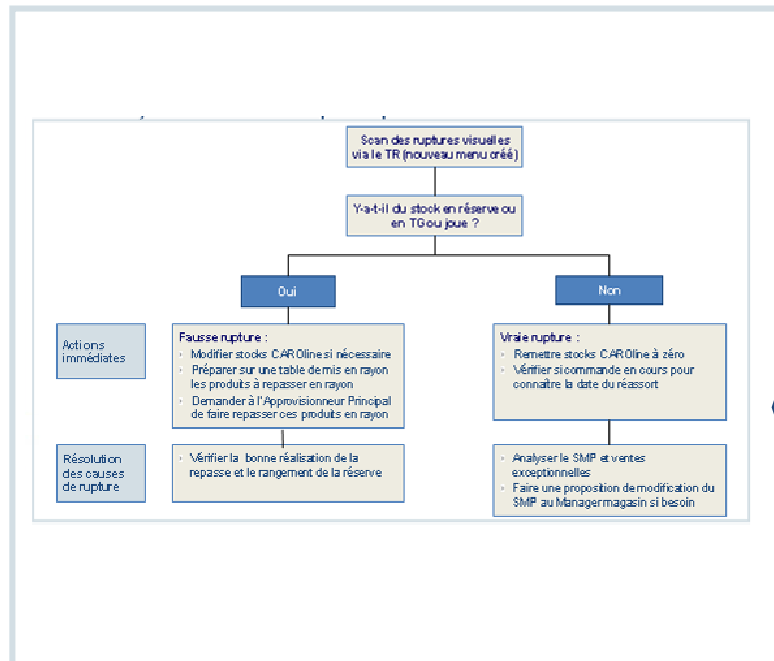 Scan des ruptures visuelles
via le TR (nouveau menu créé)
Y-a-t-il du stock en réserve ou
en TG ou joue ?
Oui
Non
Actions
immédiates
Fausse rupture :
Modifier stocks CAROline si nécessaire
Préparer sur une table de mis en rayon
les produits à repasser en rayon
Demander à l'Approvisionneur Principal
de faire repasser ces produits en rayon
Vraie rupture :
Remettre stocks CAROline à zéro
Vérifier si commande en cours pour
connaître la date du réassort
Résolution
des causes
de rupture
Vérifier la bonne réalisation de la
repasse et le rangement de la réserve
Analyser le SMP et ventes
exceptionnelles
Faire une proposition de modification du
SMP au Manager magasin si besoin